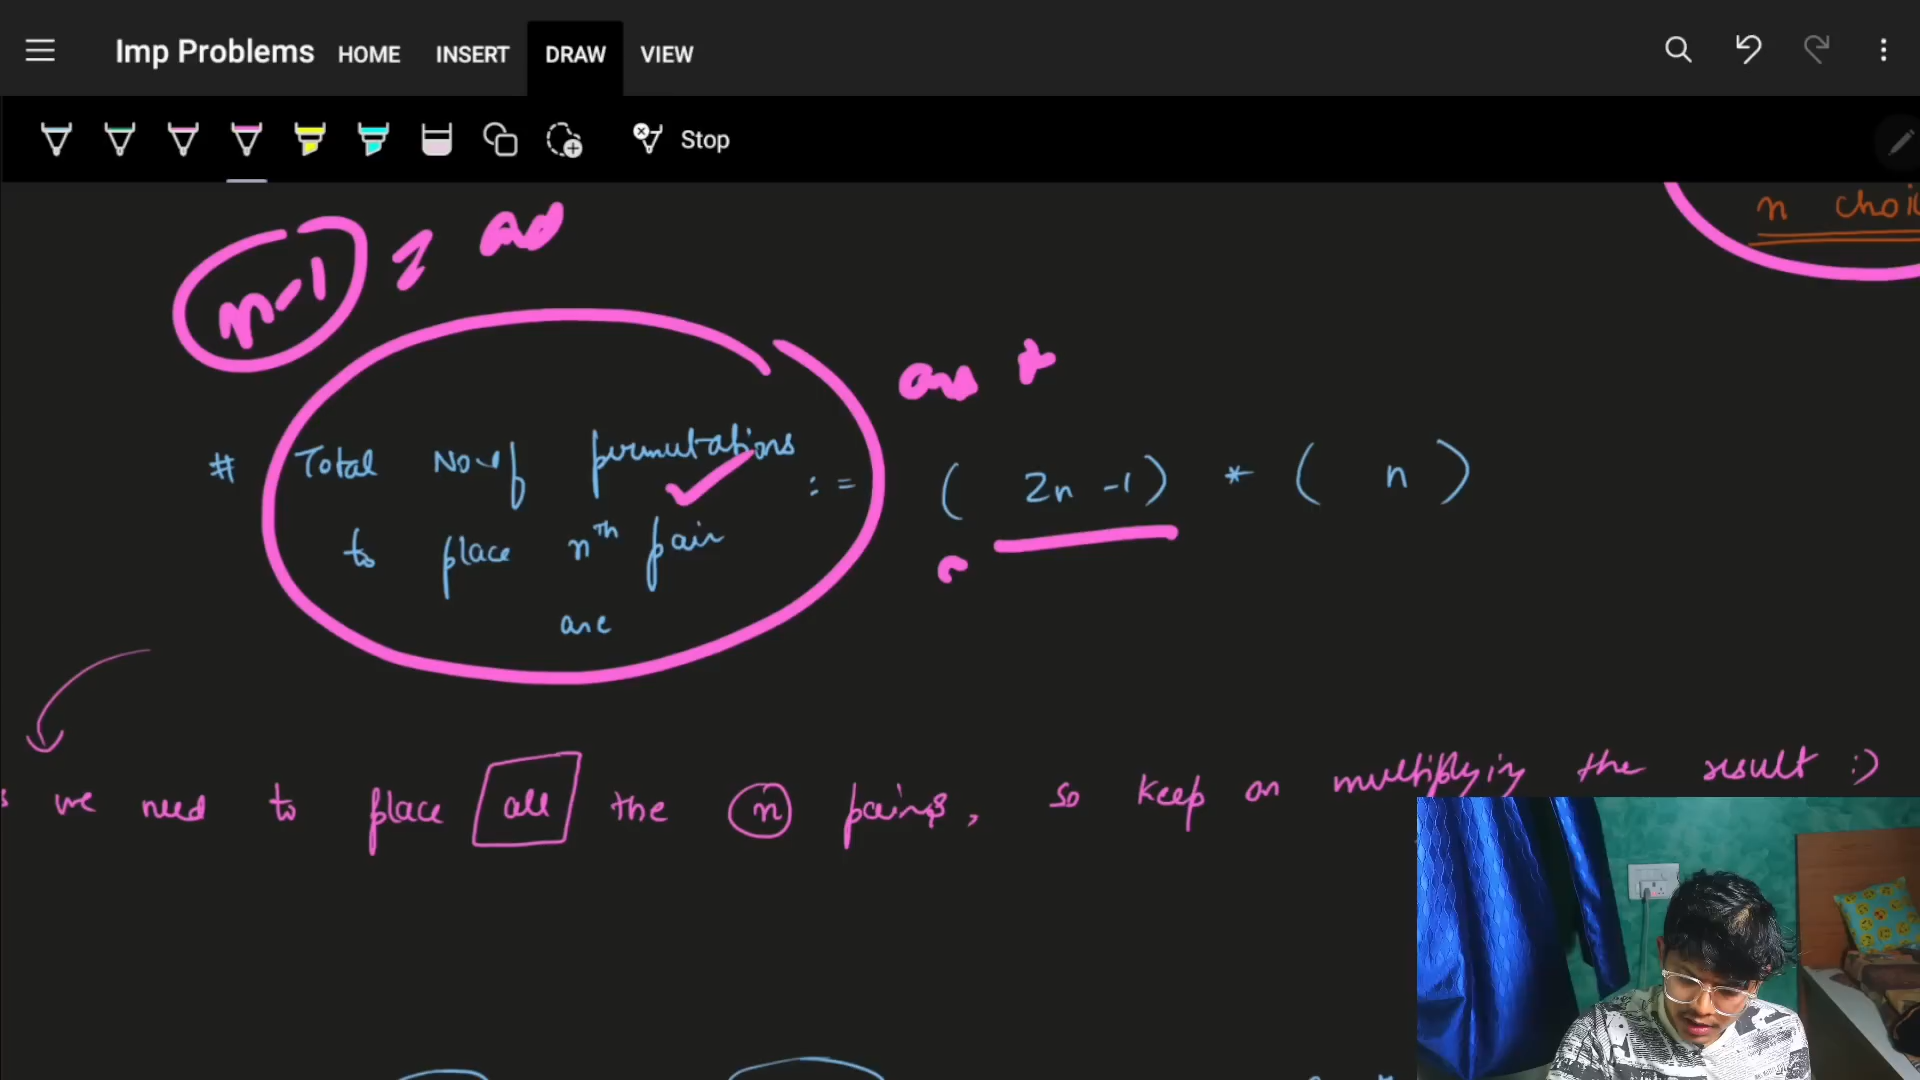 Imp Problems HOME INSERT DRAW VIEW
Stop
n choi
n-1
ans *
# Total No of permutations := (2n-1) * (n)
to place nth pair
are
we need to place all the n pairs, so keep on multiplying the result :)